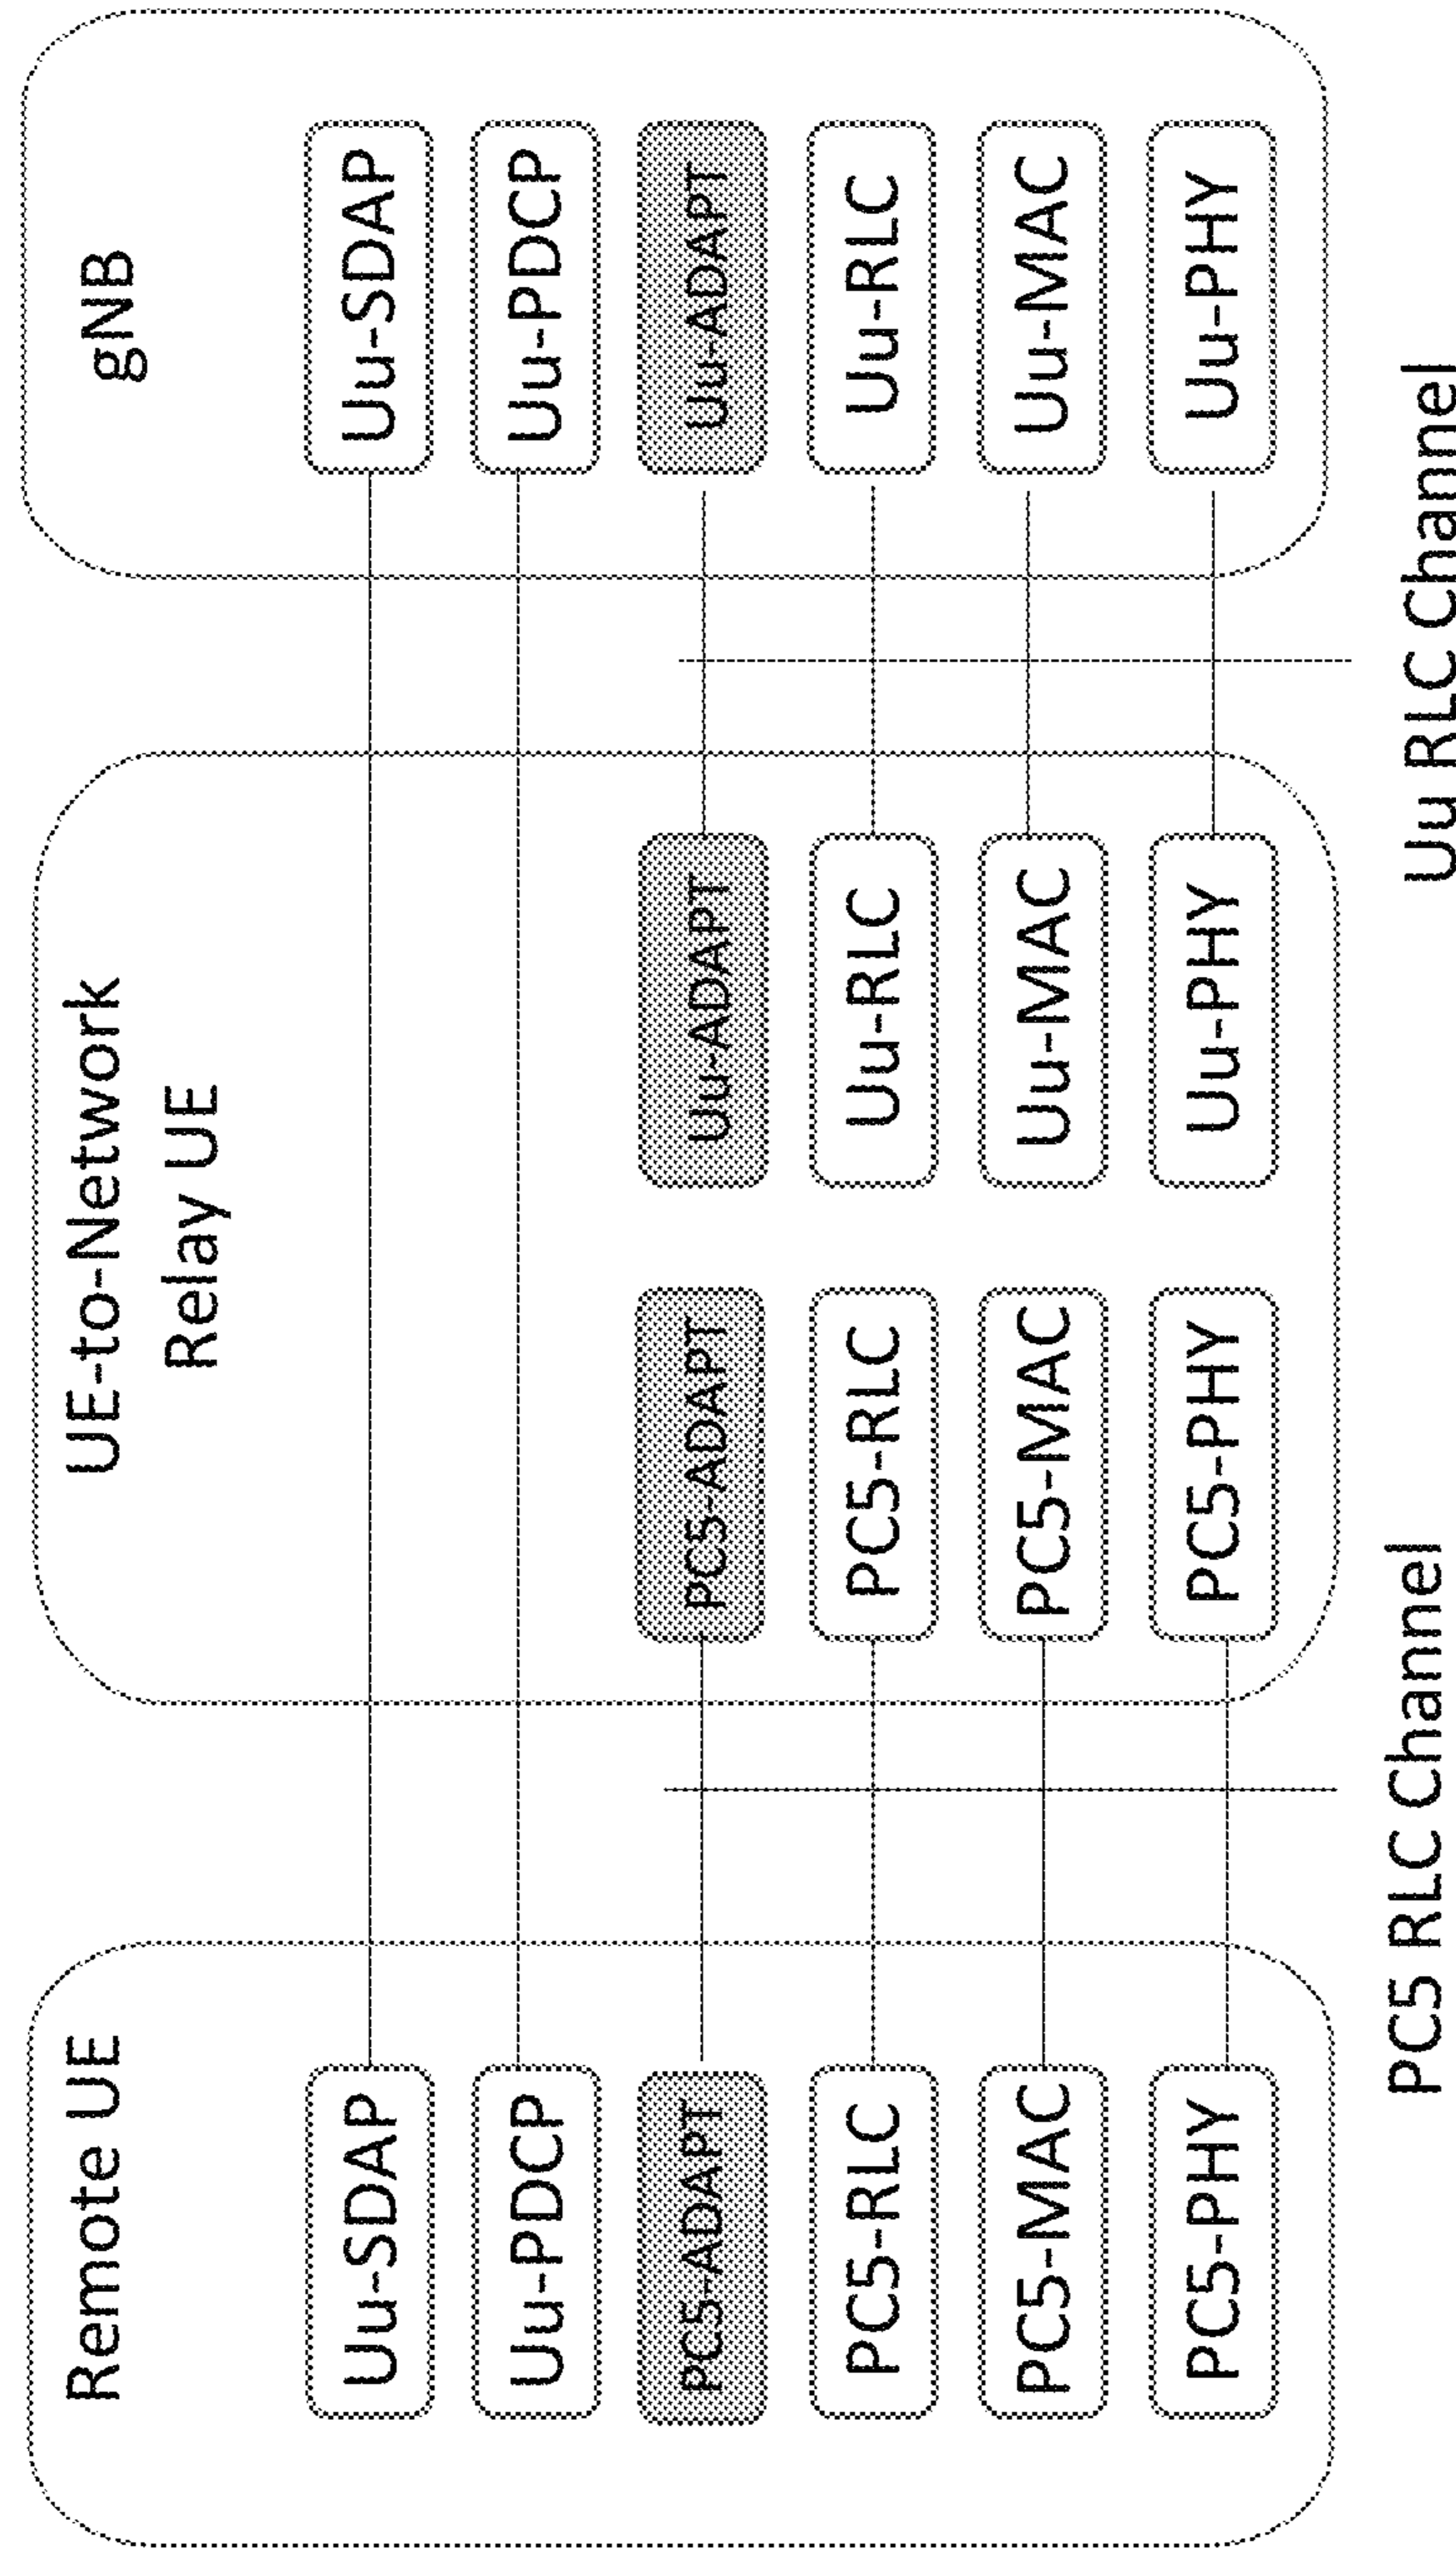 Remote UE
Uu-SDAP
Uu-PDCP
PC5-ADAPT
PC5-RLC
PC5-MAC
PC5-PHY
UE-to-Network
Relay UE
PC5-ADAPT
PC5-RLC
PC5-MAC
PC5-PHY
Uu-ADAPT
Uu-RLC
Uu-MAC
Uu-PHY
gNB
Uu-SDAP
Uu-PDCP
Uu-ADAPT
Uu-RLC
Uu-MAC
Uu-PHY
PC5 RLC Channel
Uu RLC Channel